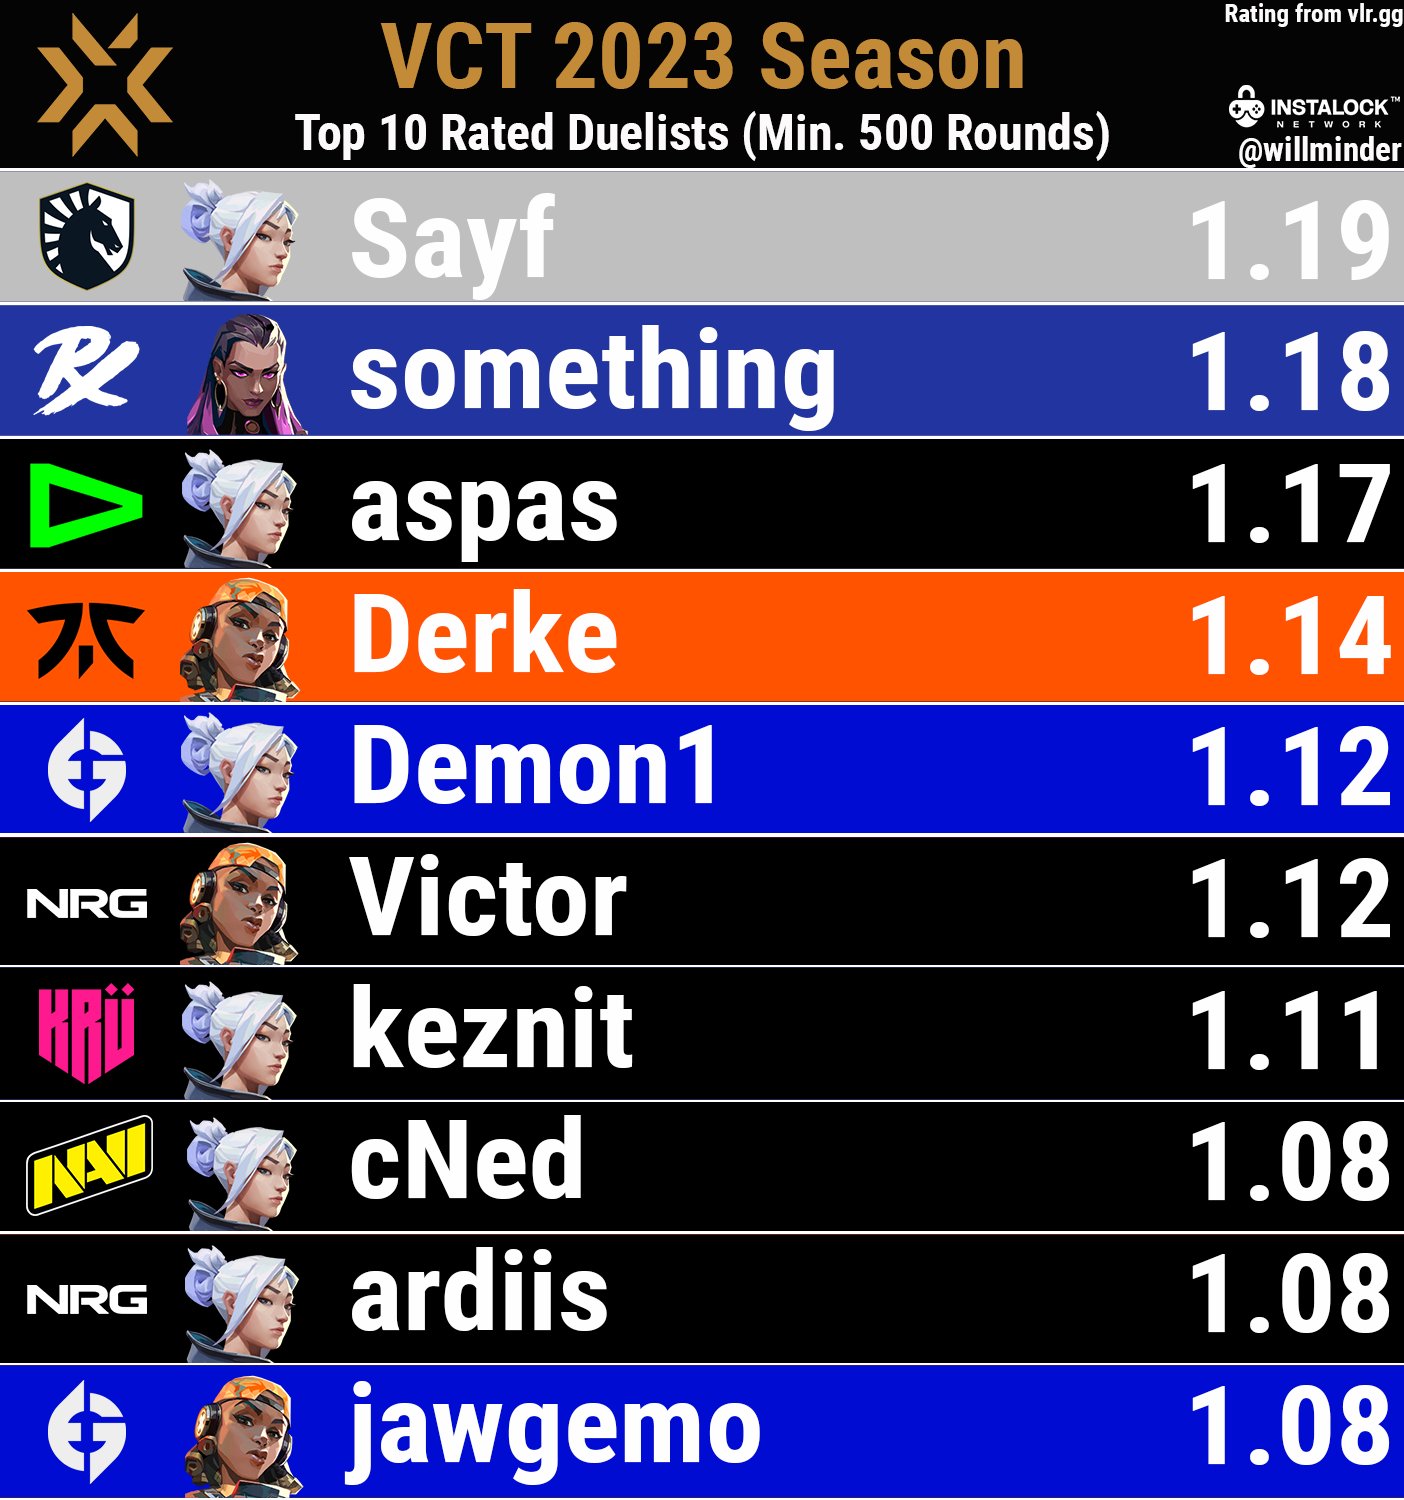 Rating from vlr.gg
VCT 2023 Season
Top 10 Rated Duelists (Min. 500 Rounds)
INSTALOCK™
NETWORK
@willminder
Sayf 1.19
something 1.18
aspas 1.17
Derke 1.14
Demon1 1.12
NRG Victor 1.12
KRÜ keznit 1.11
NAVI cNed 1.08
NRG ardiis 1.08
jawgemo 1.08